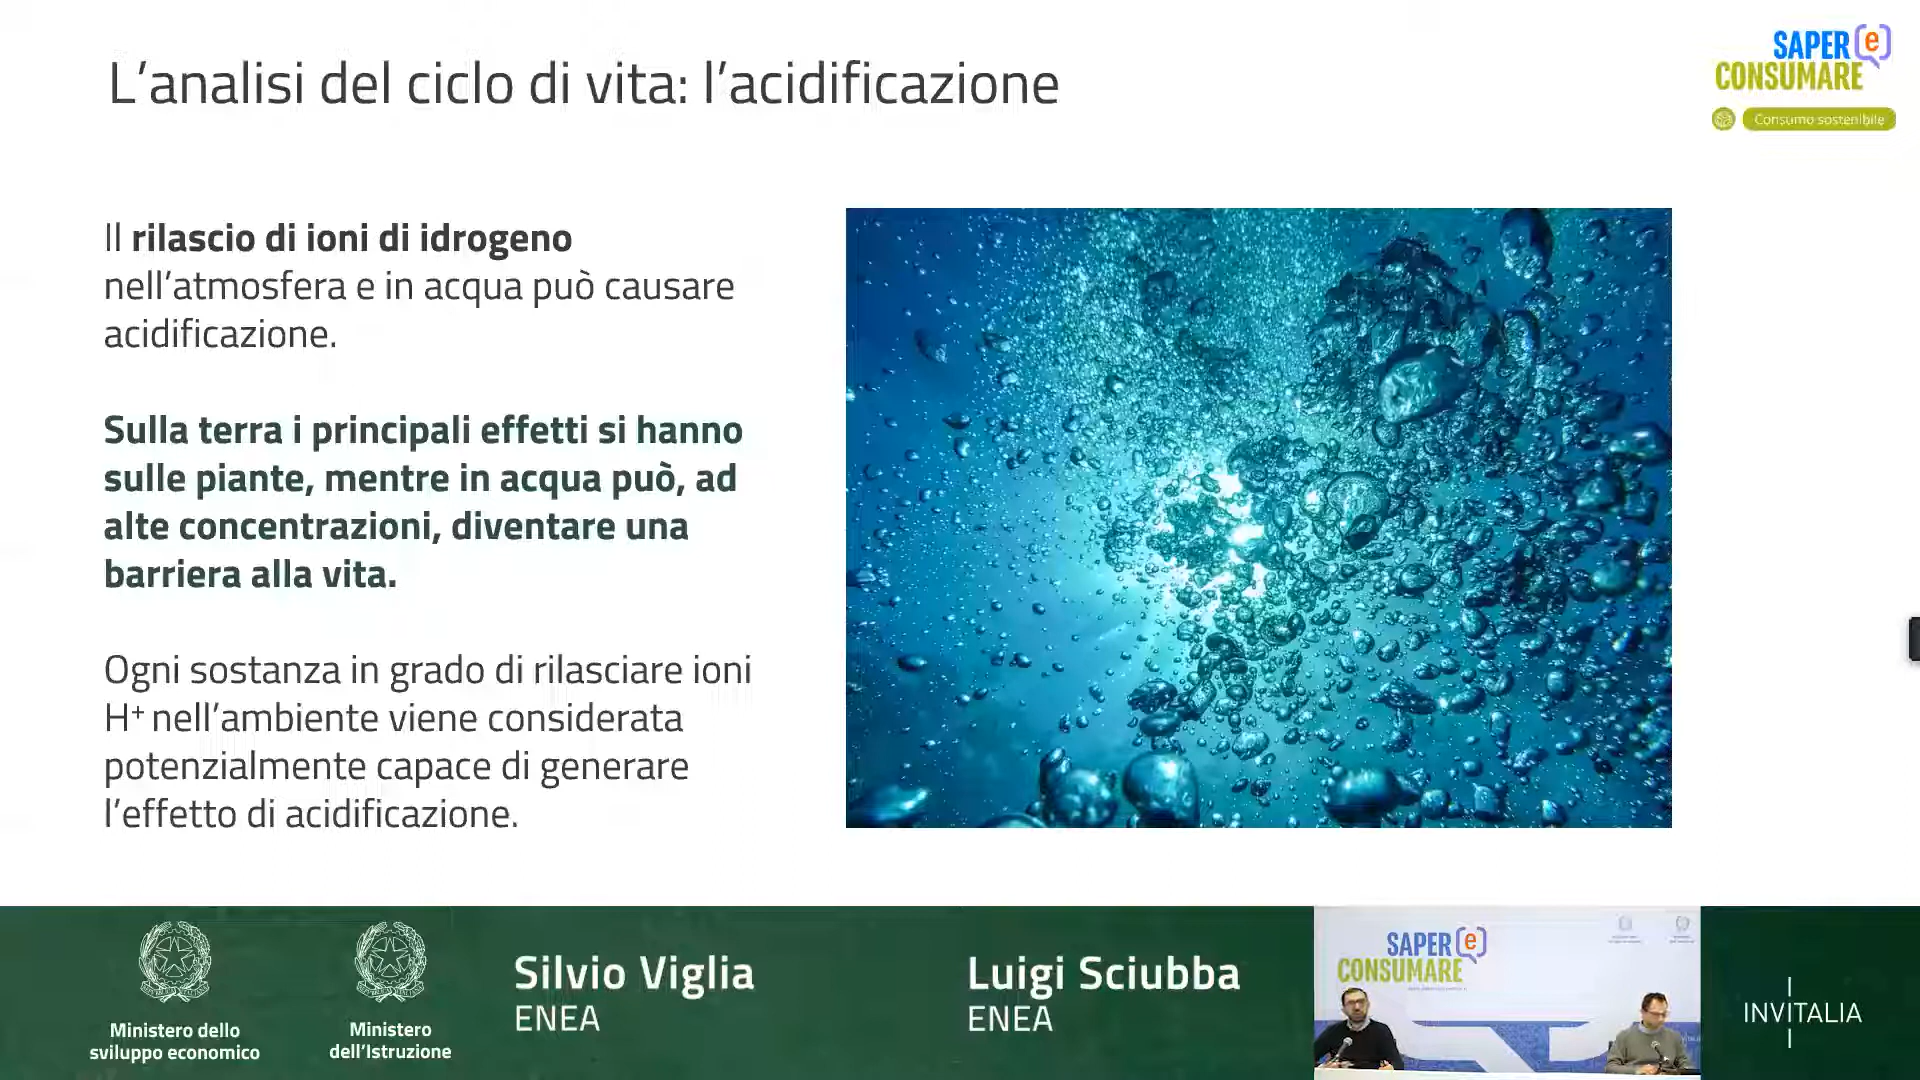 L’analisi del ciclo di vita: l’acidificazione
SAPER e
CONSUMARE
Consumo sostenibile
Il rilascio di ioni di idrogeno
nell’atmosfera e in acqua può causare
acidificazione.
Sulla terra i principali effetti si hanno
sulle piante, mentre in acqua può, ad
alte concentrazioni, diventare una
barriera alla vita.
Ogni sostanza in grado di rilasciare ioni
H⁺ nell’ambiente viene considerata
potenzialmente capace di generare
l’effetto di acidificazione.
Ministero dello
sviluppo economico
Ministero
dell’Istruzione
Silvio Viglia
ENEA
Luigi Sciubba
ENEA
SAPER e
CONSUMARE
INVITALIA